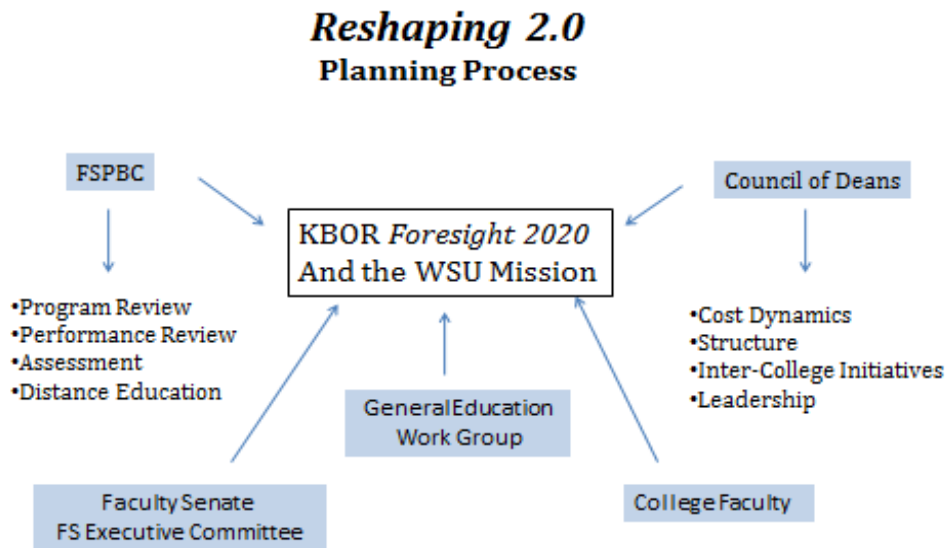 Reshaping 2.0
Planning Process
FSPBC
Council of Deans
KBOR Foresight 2020
And the WSU Mission
•Program Review
•Performance Review
•Assessment
•Distance Education
•Cost Dynamics
•Structure
•Inter-College Initiatives
•Leadership
General Education
Work Group
Faculty Senate
FS Executive Committee
College Faculty